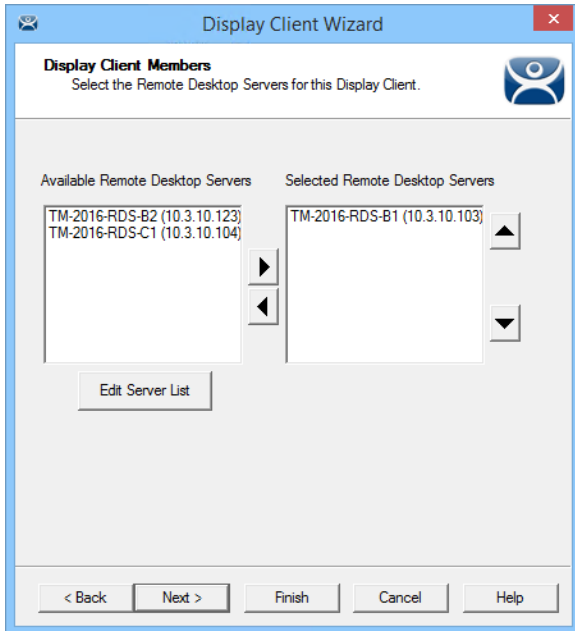 Display Client Wizard
Display Client Members
Select the Remote Desktop Servers for this Display Client.
Available Remote Desktop Servers
Selected Remote Desktop Servers
TM-2016-RDS-B2 (10.3.10.123)
TM-2016-RDS-C1 (10.3.10.104)
TM-2016-RDS-B1 (10.3.10.103)
Edit Server List
< Back
Next >
Finish
Cancel
Help